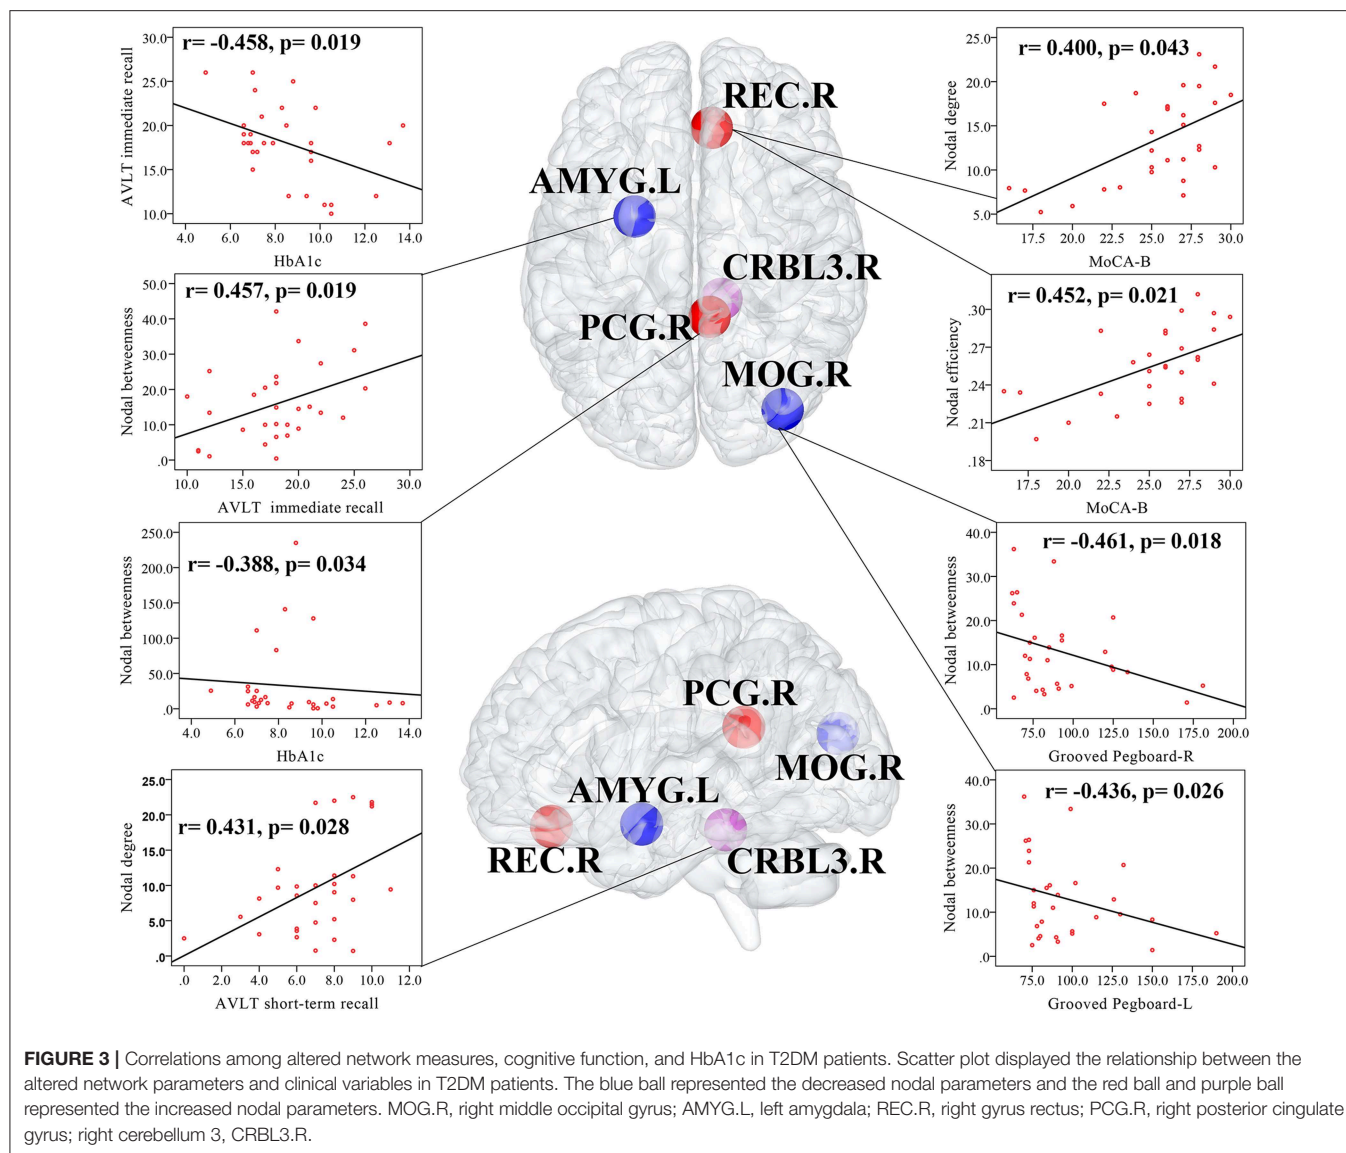 r= -0.458, p= 0.019
AVLT immediate recall
30.0
25.0
20.0
15.0
10.0
4.0 6.0 8.0 10.0 12.0 14.0
HbA1c
r= 0.457, p= 0.019
Nodal betweenness
50.0
40.0
30.0
20.0
10.0
.0
10.0 15.0 20.0 25.0 30.0
AVLT immediate recall
r= -0.388, p= 0.034
Nodal betweenness
250.0
200.0
150.0
100.0
50.0
.0
4.0 6.0 8.0 10.0 12.0 14.0
HbA1c
r= 0.431, p= 0.028
Nodal degree
25.0
20.0
15.0
10.0
5.0
.0
.0 2.0 4.0 6.0 8.0 10.0 12.0
AVLT short-term recall
REC.R
AMYG.L
CRBL3.R
PCG.R
MOG.R
PCG.R
MOG.R
AMYG.L
REC.R
CRBL3.R
r= 0.400, p= 0.043
Nodal degree
25.0
20.0
15.0
10.0
5.0
17.5 20.0 22.5 25.0 27.5 30.0
MoCA-B
r= 0.452, p= 0.021
Nodal efficiency
.30
.27
.24
.21
.18
17.5 20.0 22.5 25.0 27.5 30.0
MoCA-B
r= -0.461, p= 0.018
Nodal betweenness
40.0
30.0
20.0
10.0
.0
75.0 100.0 125.0 150.0 175.0 200.0
Grooved Pegboard-R
r= -0.436, p= 0.026
Nodal betweenness
40.0
30.0
20.0
10.0
.0
75.0 100.0 125.0 150.0 175.0 200.0
Grooved Pegboard-L
FIGURE 3 | Correlations among altered network measures, cognitive function, and HbA1c in T2DM patients. Scatter plot displayed the relationship between the
altered network parameters and clinical variables in T2DM patients. The blue ball represented the decreased nodal parameters and the red ball and purple ball
represented the increased nodal parameters. MOG.R, right middle occipital gyrus; AMYG.L, left amygdala; REC.R, right gyrus rectus; PCG.R, right posterior cingulate
gyrus; right cerebellum 3, CRBL3.R.